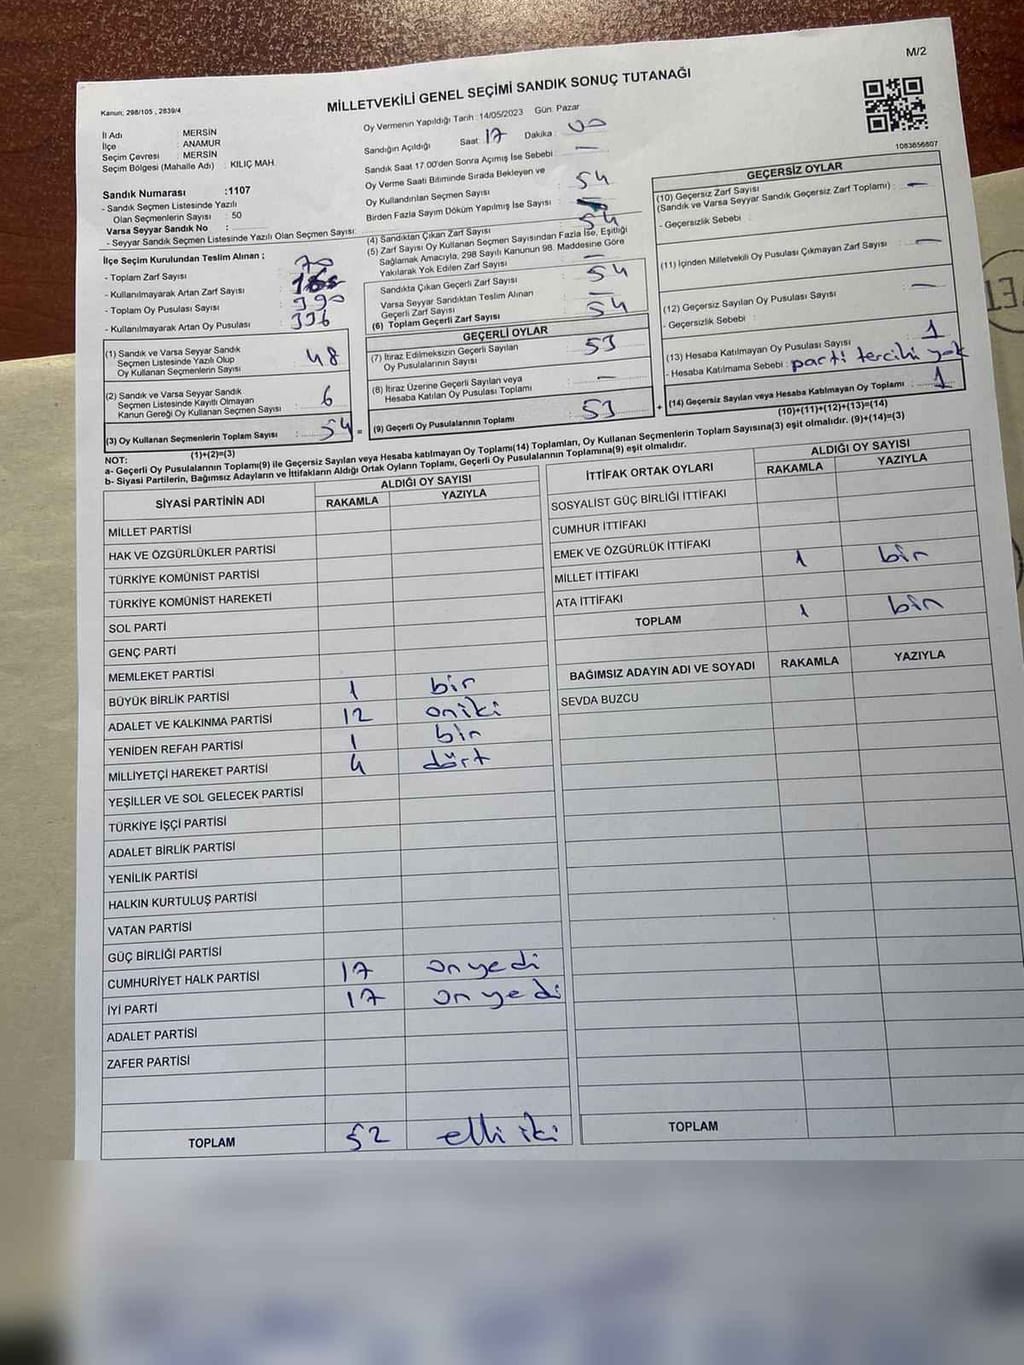 M/2
Kanun; 298/105 , 2839/4
MİLLETVEKİLİ GENEL SEÇİMİ SANDIK SONUÇ TUTANAĞI
İl Adı : MERSİN
İlçe : ANAMUR
Seçim Çevresi : MERSİN
Seçim Bölgesi (Mahalle Adı) : KILIÇ MAH.
Sandık Numarası :1107
- Sandık Seçmen Listesinde Yazılı
Olan Seçmenlerin Sayısı : 50
Varsa Seyyar Sandık No :
- Seyyar Sandık Seçmen Listesinde Yazılı Olan Seçmen Sayısı:
Oy Vermenin Yapıldığı Tarih :14/05/2023 Gün: Pazar
Sandığın Açıldığı Saat: 17 Dakika : 00
Sandık Saat 17:00'den Sonra Açımış İse Sebebi : —
Oy Verme Saati Bitiminde Sırada Bekleyen ve
Oy Kullandırılan Seçmen Sayısı : 54
Birden Fazla Sayım Döküm Yapılmış İse Sayısı :
1083656807
İlçe Seçim Kurulundan Teslim Alınan ;
- Toplam Zarf Sayısı : 70
- Kullanılmayarak Artan Zarf Sayısı :
- Toplam Oy Pusulası Sayısı : 390
- Kullanılmayarak Artan Oy Pusulası : 336
(4) Sandıktan Çıkan Zarf Sayısı : 54
(5) Zarf Sayısı Oy Kullanan Seçmen Sayısından Fazla İse, Eşitliği
Sağlamak Amacıyla, 298 Sayılı Kanunun 98. Maddesine Göre
Yakılarak Yok Edilen Zarf Sayısı : —
Sandıkta Çıkan Geçerli Zarf Sayısı : 54
Varsa Seyyar Sandıktan Teslim Alınan
Geçerli Zarf Sayısı :
(6) Toplam Geçerli Zarf Sayısı : 54
GEÇERSİZ OYLAR
(10) Geçersiz Zarf Sayısı
(Sandık ve Varsa Seyyar Sandık Geçersiz Zarf Toplamı) : —
- Geçersizlik Sebebi :
(11) İçinden Milletvekili Oy Pusulası Çıkmayan Zarf Sayısı : —
(12) Geçersiz Sayılan Oy Pusulası Sayısı : —
- Geçersizlik Sebebi :
(13) Hesaba Katılmayan Oy Pusulası Sayısı : 1
- Hesaba Katılmama Sebebi : parti tercihi yok
(14) Geçersiz Sayılan veya Hesaba Katılmayan Oy Toplamı : 1
(10)+(11)+(12)+(13)=(14)
(1) Sandık ve Varsa Seyyar
Seçmen Listesinde Yazılı Olup
Oy Kullanan Seçmenlerin Sayısı : 48
(2) Sandık ve Varsa Seyyar Sandık
Seçmen Listesinde Kayıtlı Olmayan
Kanun Gereği Oy Kullanan Seçmen Sayısı : 6
(3) Oy Kullanan Seçmenlerin Toplam Sayısı : 54
(1)+(2)=(3)
GEÇERLİ OYLAR
(7) İtiraz Edilmeksizin Geçerli Sayılan
Oy Pusulalarının Sayısı : 53
(8) İtiraz Üzerine Geçerli Sayılan veya
Hesaba Katılan Oy Pusulası Toplamı : —
= (9) Geçerli Oy Pusulalarının Toplamı : 53 +
NOT:
a- Geçerli Oy Pusulalarının Toplamı(9) ile Geçersiz Sayılan veya Hesaba katılmayan Oy Toplamı(14) Toplamları, Oy Kullanan Seçmenlerin Toplam Sayısına(3) eşit olmalıdır. (9)+(14)=(3)
b- Siyasi Partilerin, Bağımsız Adayların ve İttifakların Aldığı Ortak Oyların Toplamı, Geçerli Oy Pusulalarının Toplamına(9) eşit olmalıdır.
SİYASİ PARTİNİN ADI ALDIĞI OY SAYISI
RAKAMLA YAZIYLA
MİLLET PARTİSİ
HAK VE ÖZGÜRLÜKLER PARTİSİ
TÜRKİYE KOMÜNİST PARTİSİ
TÜRKİYE KOMÜNİST HAREKETİ
SOL PARTİ
GENÇ PARTİ
MEMLEKET PARTİSİ
BÜYÜK BİRLİK PARTİSİ 1 bir
ADALET VE KALKINMA PARTİSİ 12 oniki
YENİDEN REFAH PARTİSİ 1 bir
MİLLİYETÇİ HAREKET PARTİSİ 4 dört
YEŞİLLER VE SOL GELECEK PARTİSİ
TÜRKİYE İŞÇİ PARTİSİ
ADALET BİRLİK PARTİSİ
YENİLİK PARTİSİ
HALKIN KURTULUŞ PARTİSİ
VATAN PARTİSİ
GÜÇ BİRLİĞİ PARTİSİ
CUMHURİYET HALK PARTİSİ 17 onyedi
İYİ PARTİ 17 onyedi
ADALET PARTİSİ
ZAFER PARTİSİ
TOPLAM 52 elli iki
İTTİFAK ORTAK OYLARI ALDIĞI OY SAYISI
RAKAMLA YAZIYLA
SOSYALİST GÜÇ BİRLİĞİ İTTİFAKI
CUMHUR İTTİFAKI
EMEK VE ÖZGÜRLÜK İTTİFAKI
MİLLET İTTİFAKI 1 bir
ATA İTTİFAKI
TOPLAM 1 bir
BAĞIMSIZ ADAYIN ADI VE SOYADI RAKAMLA YAZIYLA
SEVDA BUZCU
TOPLAM